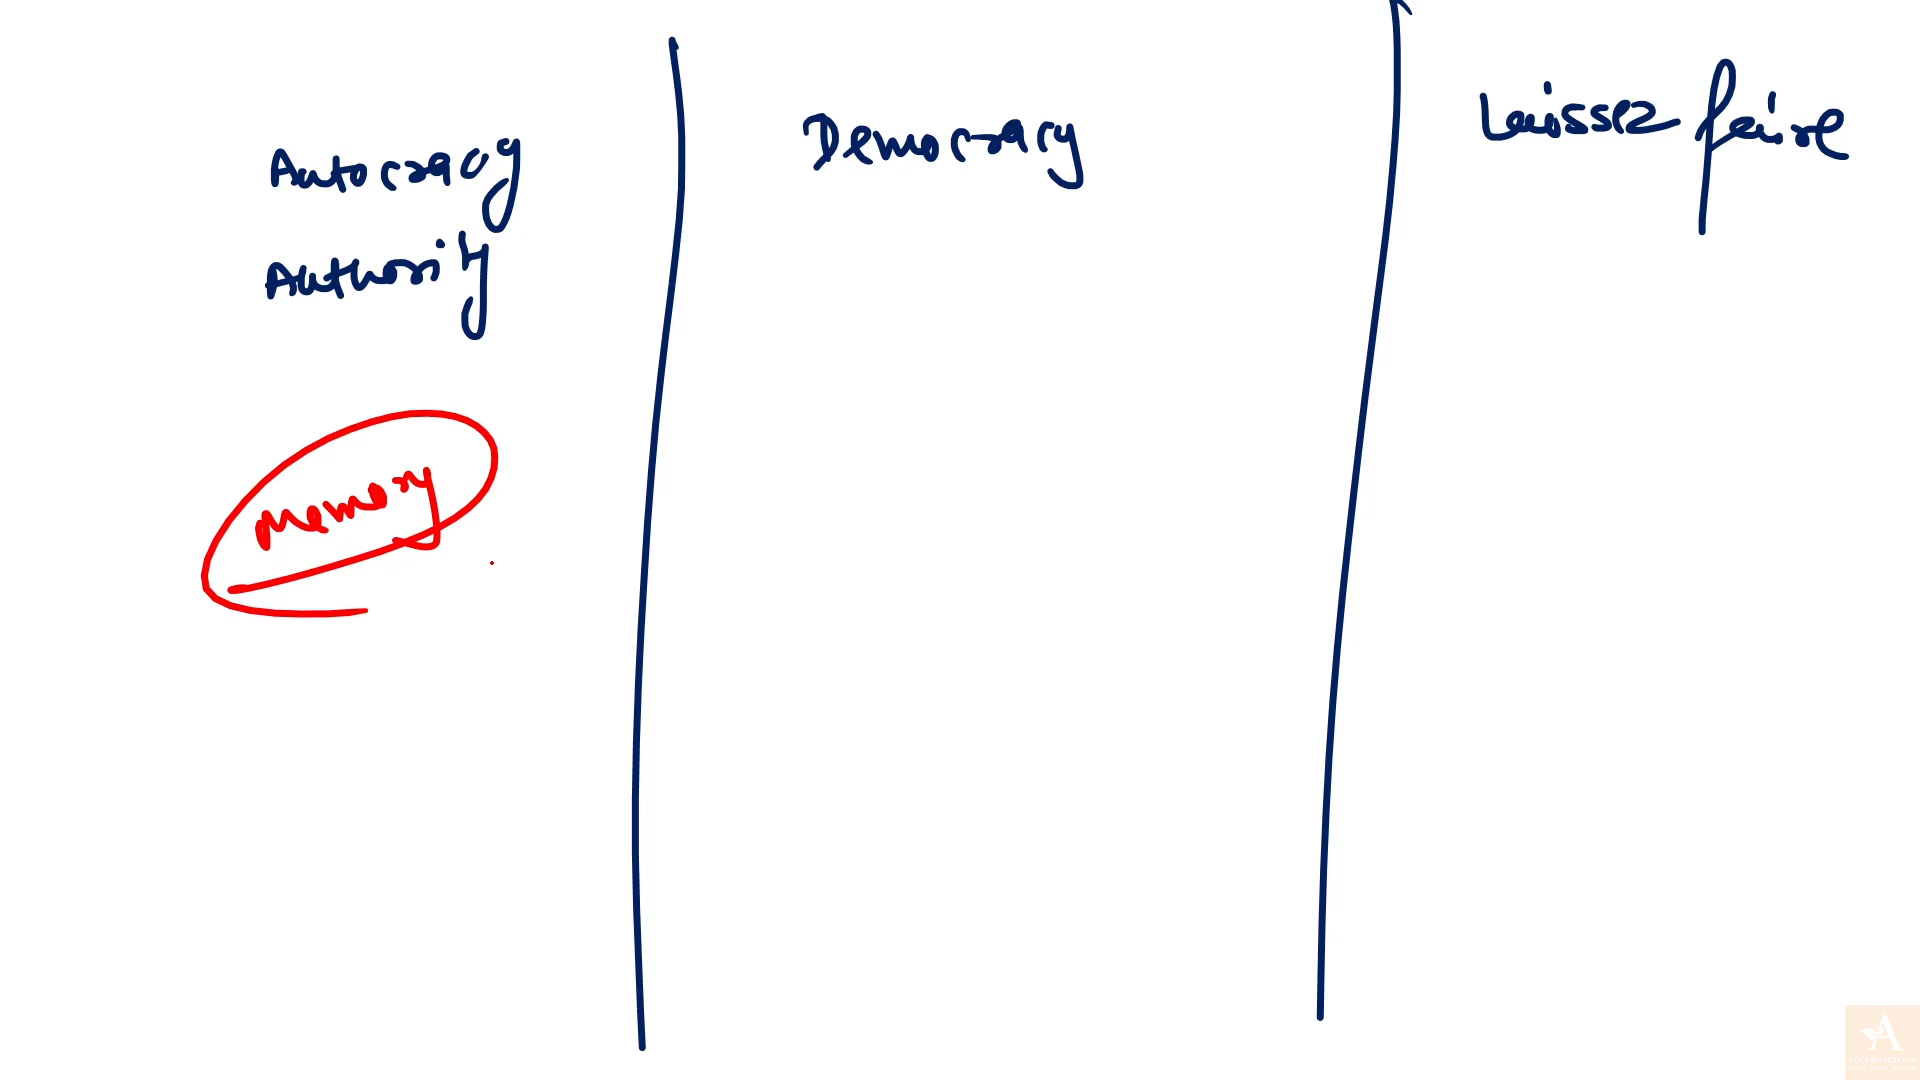 Autocracy
Authority
Memory
Democracy
Laissez faire